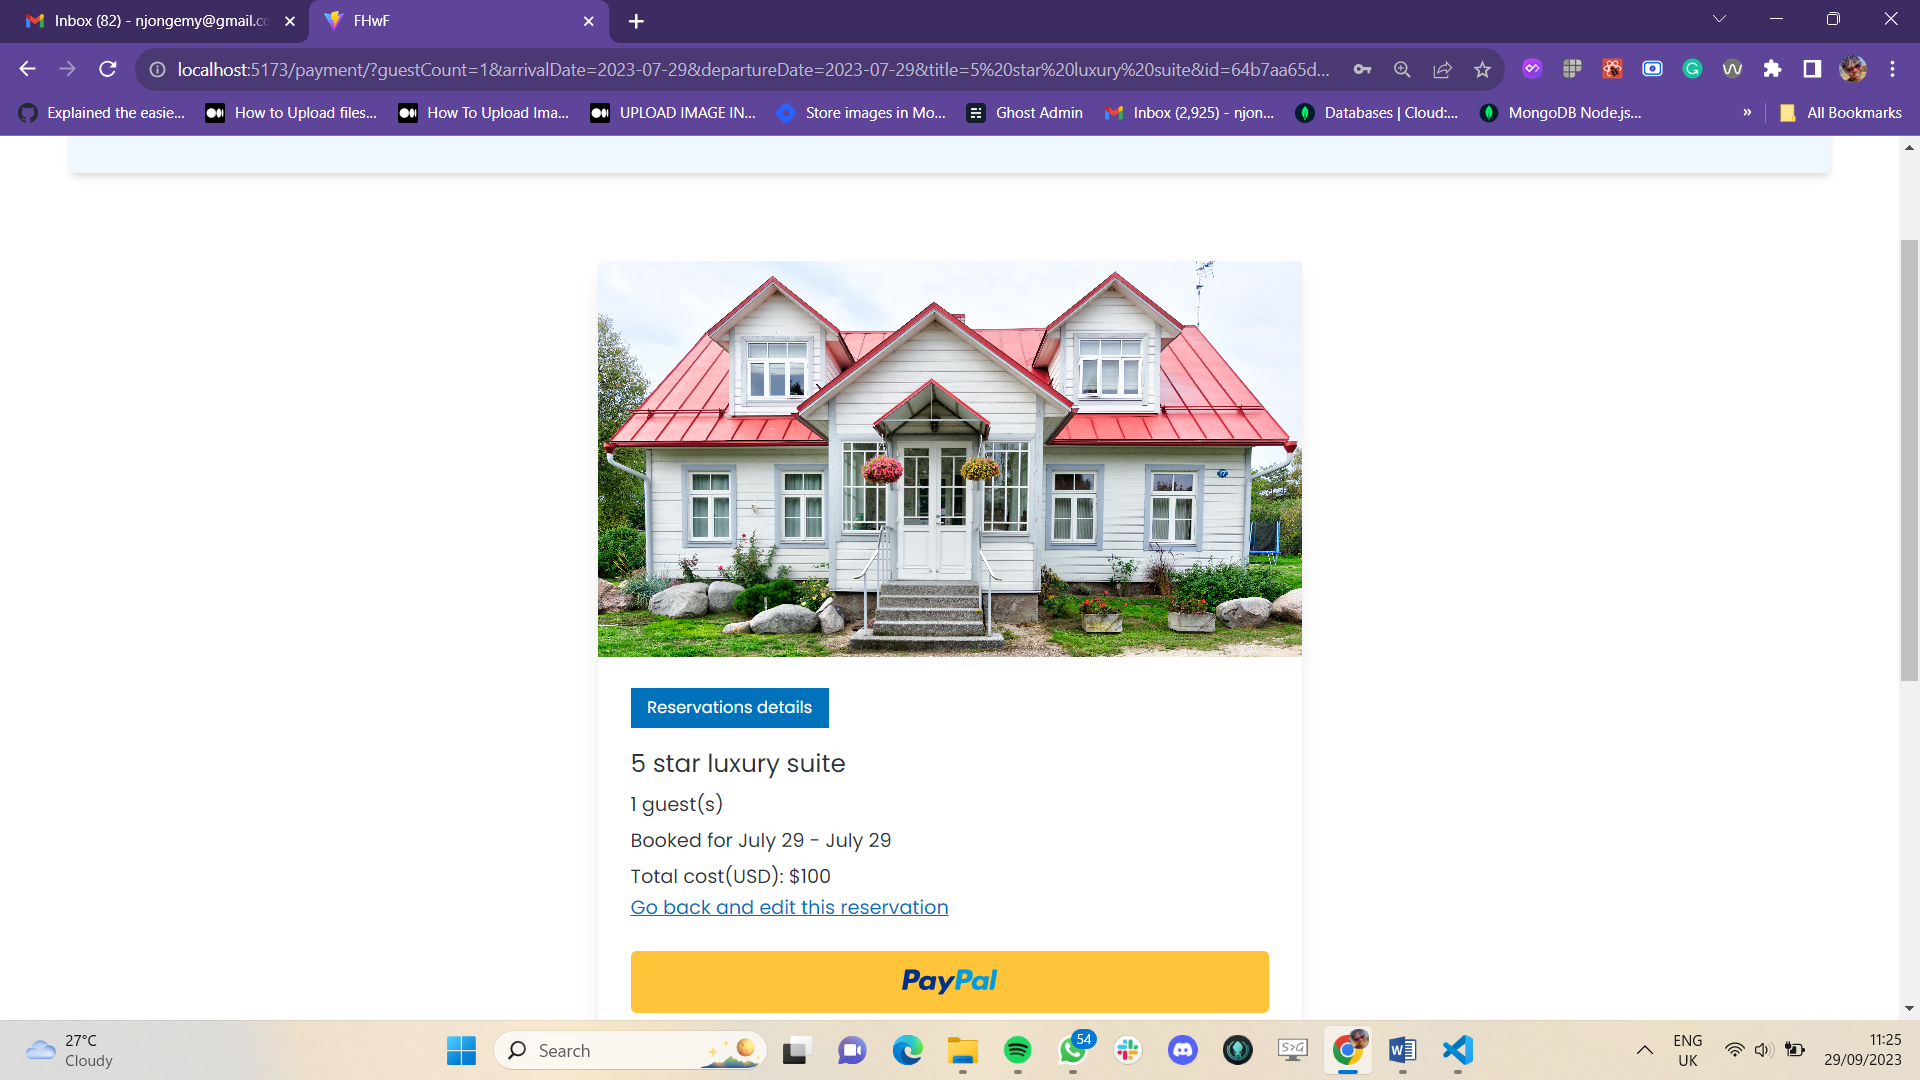 Inbox (82) - njongemy@gmail.co
FHwF
localhost:5173/payment/?guestCount=1&arrivalDate=2023-07-29&departureDate=2023-07-29&title=5%20star%20luxury%20suite&id=64b7aa65d...
Explained the easie...
How to Upload files...
How To Upload Ima...
UPLOAD IMAGE IN...
Store images in Mo...
Ghost Admin
Inbox (2,925) - njon...
Databases | Cloud:...
MongoDB Node.js...
»
All Bookmarks
Reservations details
5 star luxury suite
1 guest(s)
Booked for July 29 - July 29
Total cost(USD): $100
Go back and edit this reservation
PayPal
27°C
Cloudy
Search
54
S>G
ENG
UK
11:25
29/09/2023